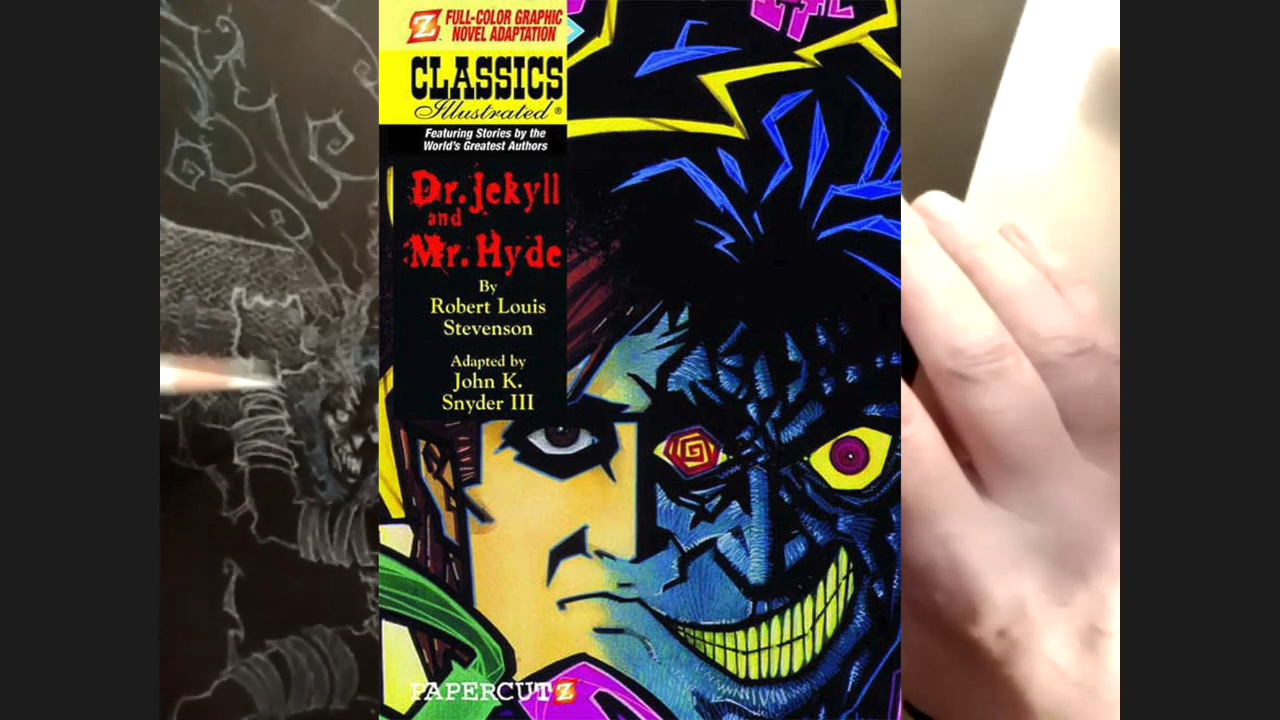 Z FULL-COLOR GRAPHIC
NOVEL ADAPTATION
CLASSICS
Illustrated®
Featuring Stories by the
World's Greatest Authors
Dr. Jekyll
and
Mr. Hyde
By
Robert Louis
Stevenson
Adapted by
John K.
Snyder III
PAPERCUTZ